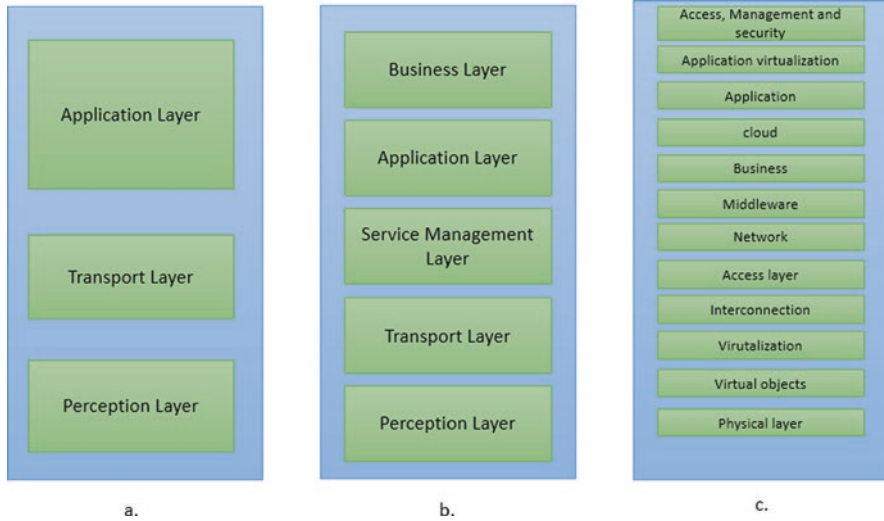 Application Layer
Transport Layer
Perception Layer
a.
Business Layer
Application Layer
Service Management
Layer
Transport Layer
Perception Layer
b.
Access, Management and
security
Application virtualization
Application
cloud
Business
Middleware
Network
Access layer
Interconnection
Virutalization
Virtual objects
Physical layer
c.